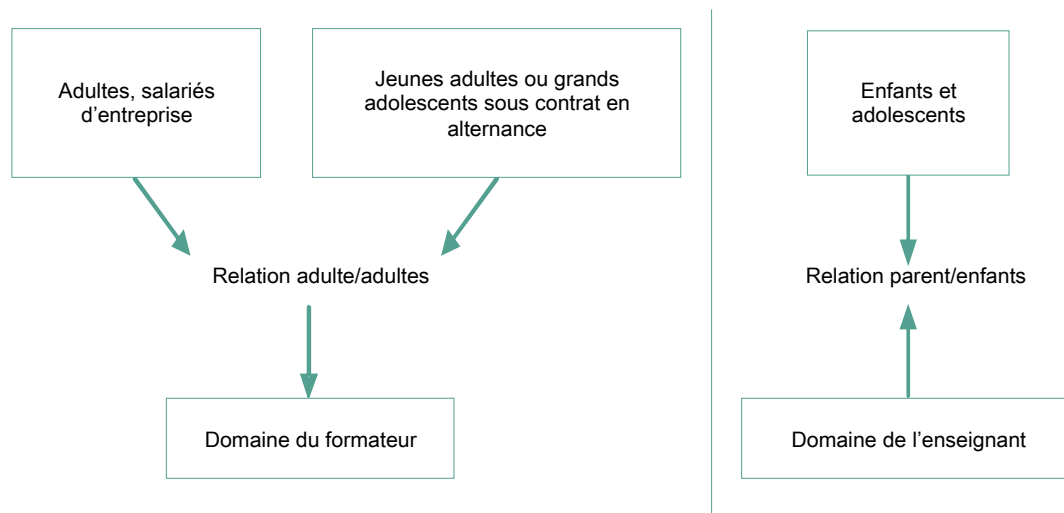 Adultes, salariés
d’entreprise
Jeunes adultes ou grands
adolescents sous contrat en
alternance
Enfants et
adolescents
Relation adulte/adultes
Relation parent/enfants
Domaine du formateur
Domaine de l’enseignant